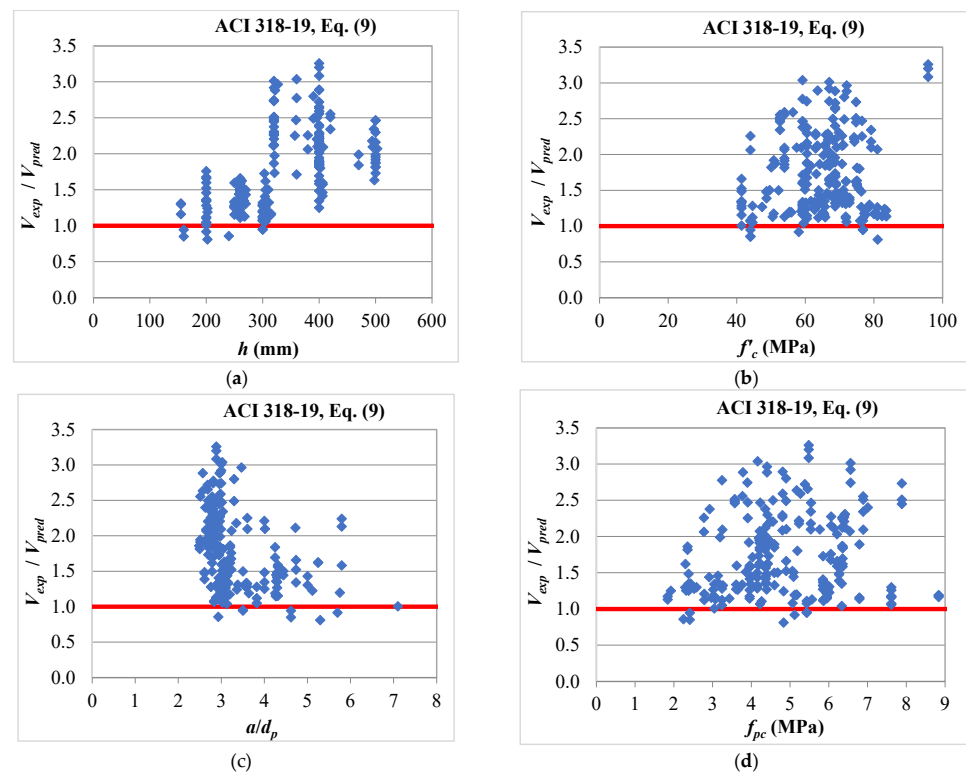 ACI 318-19, Eq. (9)
3.5
3.0
2.5
2.0
1.5
1.0
0.5
0.0
V_exp / V_pred
0 100 200 300 400 500 600
h (mm)
(a)
ACI 318-19, Eq. (9)
3.5
3.0
2.5
2.0
1.5
1.0
0.5
0.0
V_exp / V_pred
0 20 40 60 80 100
f'_c (MPa)
(b)
ACI 318-19, Eq. (9)
3.5
3.0
2.5
2.0
1.5
1.0
0.5
0.0
V_exp / V_pred
0 1 2 3 4 5 6 7 8
a/d_p
(c)
ACI 318-19, Eq. (9)
3.5
3.0
2.5
2.0
1.5
1.0
0.5
0.0
V_exp / V_pred
0 1 2 3 4 5 6 7 8 9
f_pc (MPa)
(d)